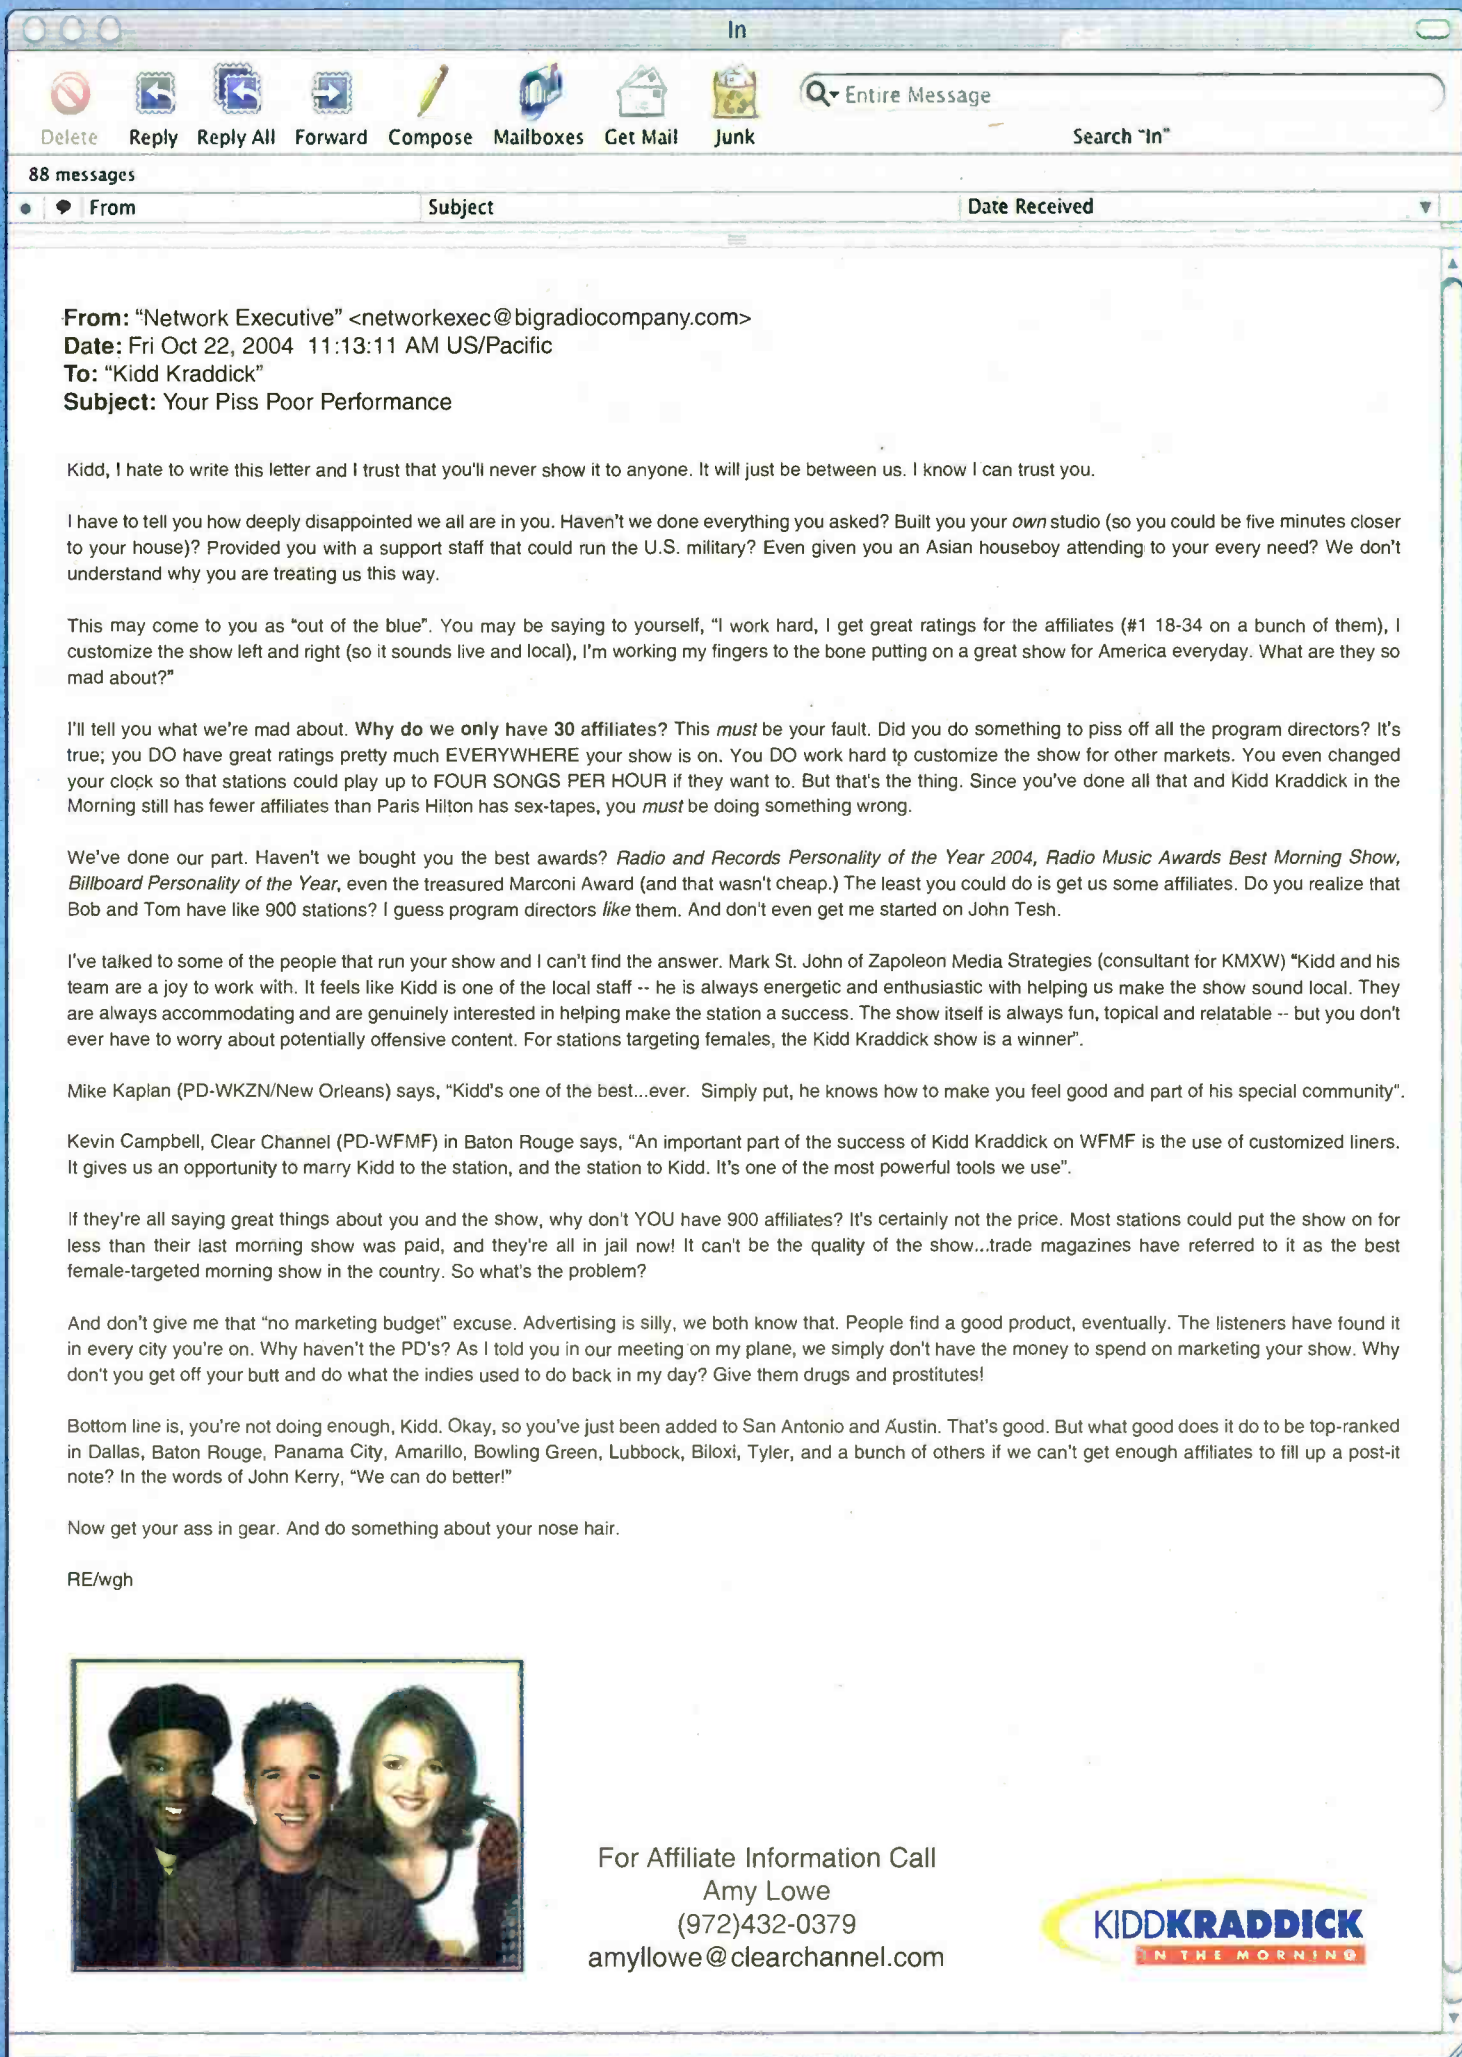 In
Entire Message
Delete Reply Reply All Forward Compose Mailboxes Get Mail Junk Search "In"
88 messages
From Subject Date Received
From: "Network Executive" <networkexec@bigradiocompany.com>
Date: Fri Oct 22, 2004 11:13:11 AM US/Pacific
To: "Kidd Kraddick"
Subject: Your Piss Poor Performance
Kidd, I hate to write this letter and I trust that you'll never show it to anyone. It will just be between us. I know I can trust you.
I have to tell you how deeply disappointed we all are in you. Haven't we done everything you asked? Built you your own studio (so you could be five minutes closer
to your house)? Provided you with a support staff that could run the U.S. military? Even given you an Asian houseboy attending to your every need? We don't
understand why you are treating us this way.
This may come to you as "out of the blue". You may be saying to yourself, "I work hard, I get great ratings for the affiliates (#1 18-34 on a bunch of them), I
customize the show left and right (so it sounds live and local), I'm working my fingers to the bone putting on a great show for America everyday. What are they so
mad about?"
I'll tell you what we're mad about. Why do we only have 30 affiliates? This must be your fault. Did you do something to piss off all the program directors? It's
true; you DO have great ratings pretty much EVERYWHERE your show is on. You DO work hard to customize the show for other markets. You even changed
your clock so that stations could play up to FOUR SONGS PER HOUR if they want to. But that's the thing. Since you've done all that and Kidd Kraddick in the
Morning still has fewer affiliates than Paris Hilton has sex-tapes, you must be doing something wrong.
We've done our part. Haven't we bought you the best awards? Radio and Records Personality of the Year 2004, Radio Music Awards Best Morning Show,
Billboard Personality of the Year, even the treasured Marconi Award (and that wasn't cheap.) The least you could do is get us some affiliates. Do you realize that
Bob and Tom have like 900 stations? I guess program directors like them. And don't even get me started on John Tesh.
I've talked to some of the people that run your show and I can't find the answer. Mark St. John of Zapoleon Media Strategies (consultant for KMXW) "Kidd and his
team are a joy to work with. It feels like Kidd is one of the local staff -- he is always energetic and enthusiastic with helping us make the show sound local. They
are always accommodating and are genuinely interested in helping make the station a success. The show itself is always fun, topical and relatable -- but you don't
ever have to worry about potentially offensive content. For stations targeting females, the Kidd Kraddick show is a winner".
Mike Kaplan (PD-WKZN/New Orleans) says, "Kidd's one of the best...ever. Simply put, he knows how to make you feel good and part of his special community".
Kevin Campbell, Clear Channel (PD-WFMF) in Baton Rouge says, "An important part of the success of Kidd Kraddick on WFMF is the use of customized liners.
It gives us an opportunity to marry Kidd to the station, and the station to Kidd. It's one of the most powerful tools we use".
If they're all saying great things about you and the show, why don't YOU have 900 affiliates? It's certainly not the price. Most stations could put the show on for
less than their last morning show was paid, and they're all in jail now! It can't be the quality of the show...trade magazines have referred to it as the best
female-targeted morning show in the country. So what's the problem?
And don't give me that "no marketing budget" excuse. Advertising is silly, we both know that. People find a good product, eventually. The listeners have found it
in every city you're on. Why haven't the PD's? As I told you in our meeting on my plane, we simply don't have the money to spend on marketing your show. Why
don't you get off your butt and do what the indies used to do back in my day? Give them drugs and prostitutes!
Bottom line is, you're not doing enough, Kidd. Okay, so you've just been added to San Antonio and Austin. That's good. But what good does it do to be top-ranked
in Dallas, Baton Rouge, Panama City, Amarillo, Bowling Green, Lubbock, Biloxi, Tyler, and a bunch of others if we can't get enough affiliates to fill up a post-it
note? In the words of John Kerry, "We can do better!"
Now get your ass in gear. And do something about your nose hair.
RE/wgh
For Affiliate Information Call
Amy Lowe
(972)432-0379
amyllowe@clearchannel.com
KIDDKRADDICK
IN THE MORNING